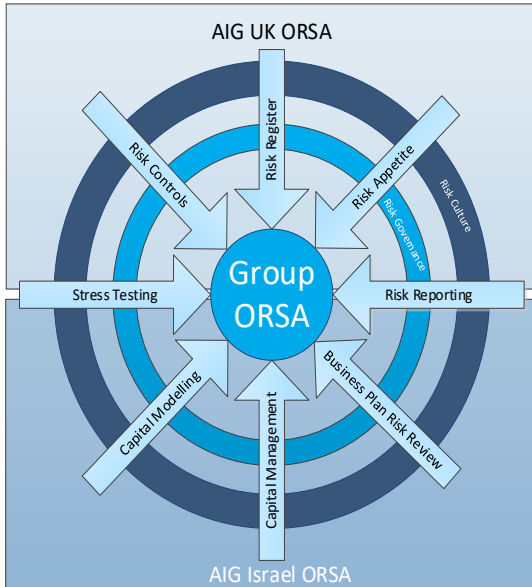 AIG UK ORSA
Risk Register
Risk Controls
Risk Appetite
Risk Culture
Risk Governance
Group
ORSA
Stress Testing
Risk Reporting
Capital Modelling
Capital Management
Business Plan Risk Review
AIG Israel ORSA